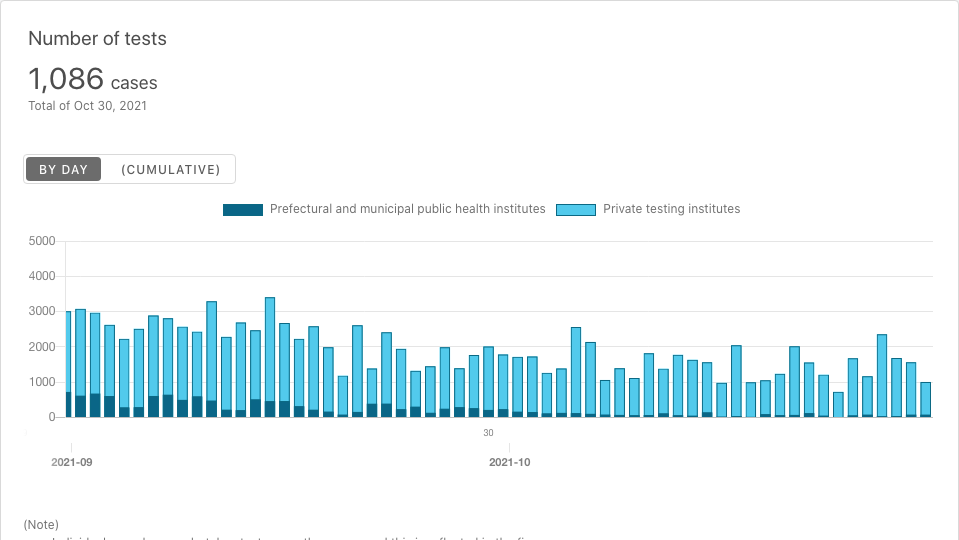 Number of tests
1,086 cases
Total of Oct 30, 2021
BY DAY (CUMULATIVE)
Prefectural and municipal public health institutes Private testing institutes
5000
4000
3000
2000
1000
0
30
2021-09 2021-10
(Note)